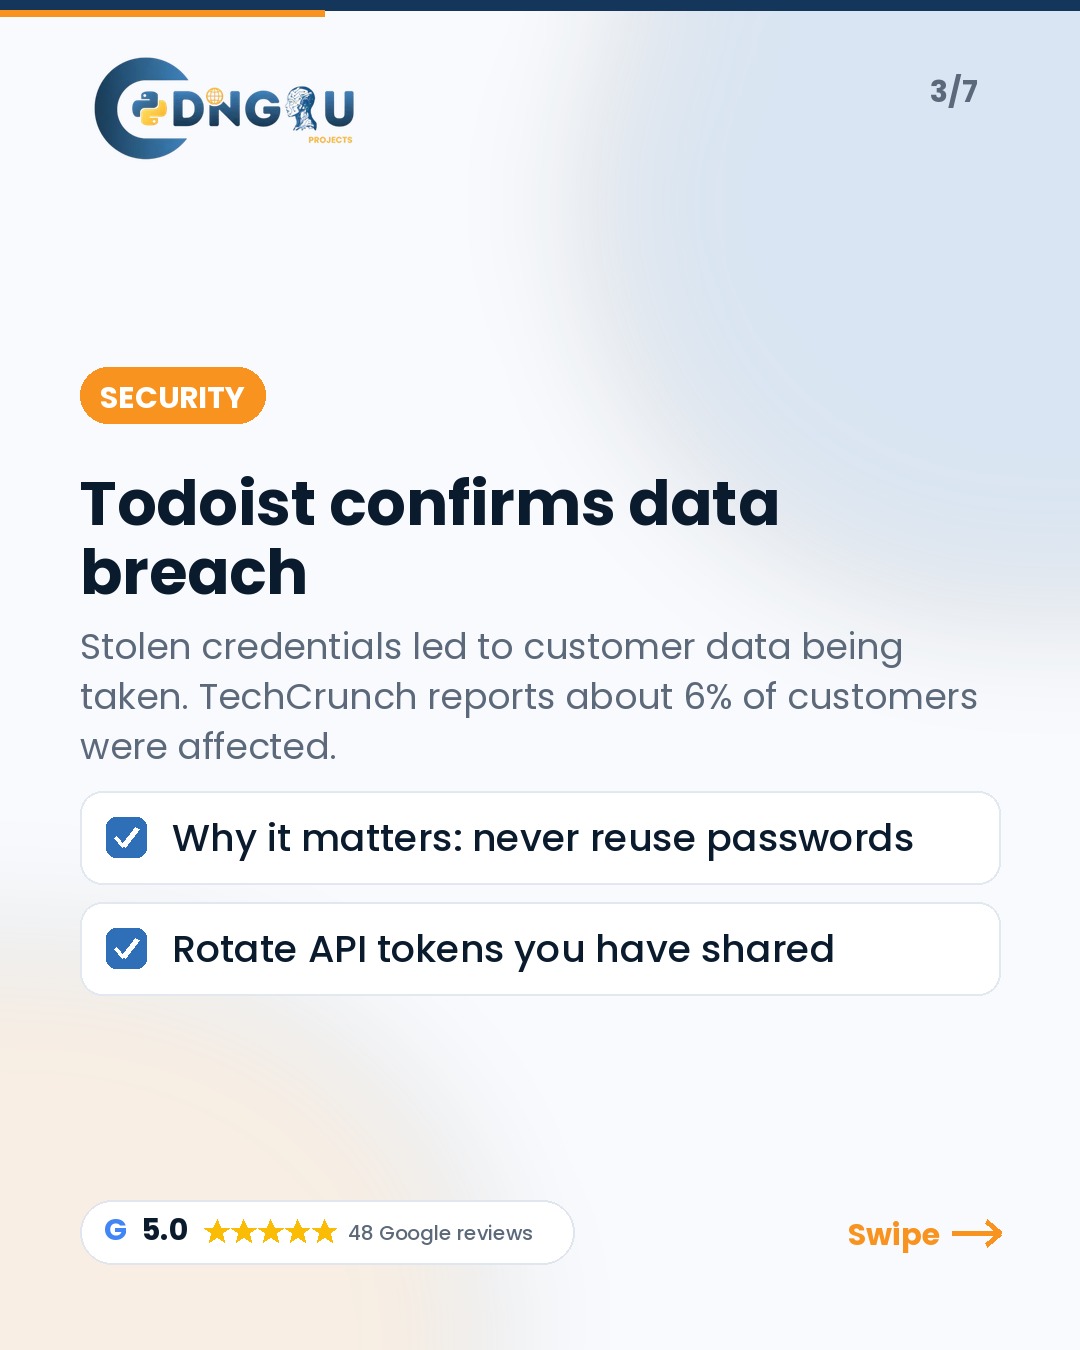 CDNG4U
PROJECTS
3/7
SECURITY
Todoist confirms data
breach
Stolen credentials led to customer data being
taken. TechCrunch reports about 6% of customers
were affected.
Why it matters: never reuse passwords
Rotate API tokens you have shared
G 5.0 ★★★★★ 48 Google reviews
Swipe →